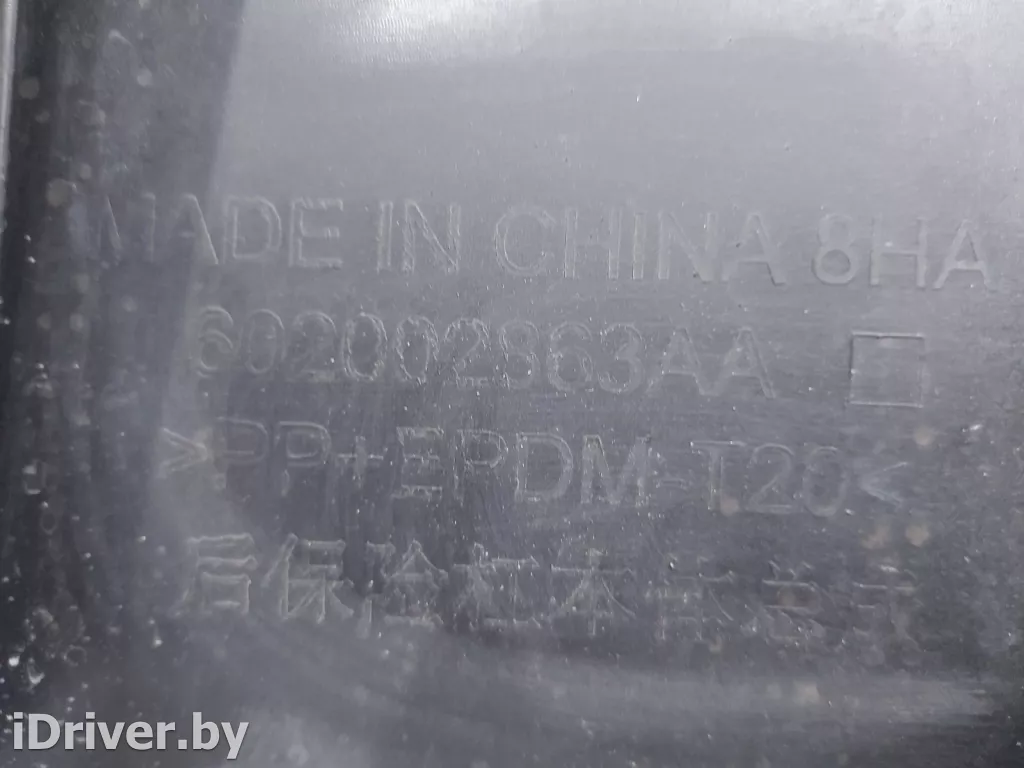 MADE IN CHINA 8HA
602002863AA
>PP+EPDM-T20<
后保险杠本
iDriver.by